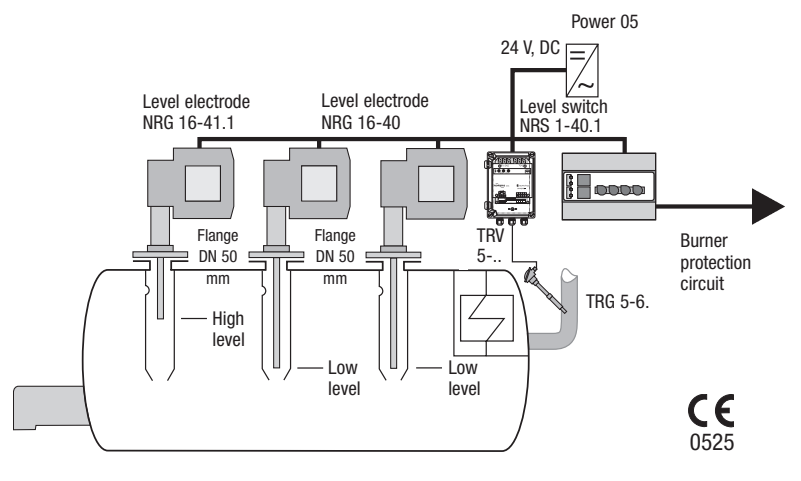 Power 05
24 V, DC
Level electrode
NRG 16-41.1
Level electrode
NRG 16-40
Level switch
NRS 1-40.1
Flange
DN 50
mm
Flange
DN 50
mm
TRV
5-..
Burner
protection
circuit
TRG 5-6.
High
level
Low
level
Low
level
CE
0525